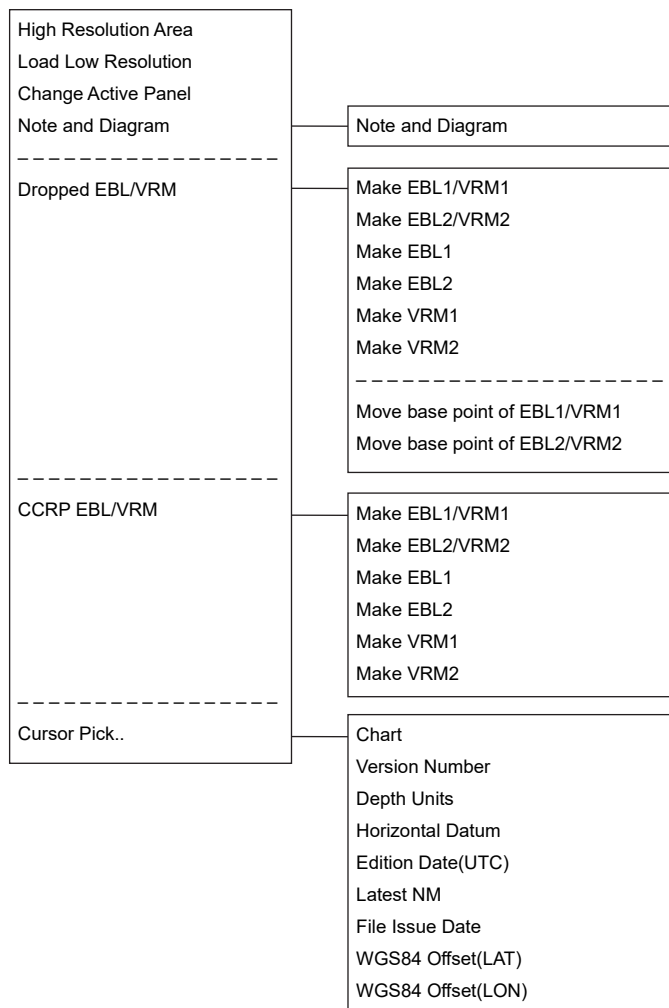 High Resolution Area
Load Low Resolution
Change Active Panel
Note and Diagram
Note and Diagram
Dropped EBL/VRM
Make EBL1/VRM1
Make EBL2/VRM2
Make EBL1
Make EBL2
Make VRM1
Make VRM2
Move base point of EBL1/VRM1
Move base point of EBL2/VRM2
CCRP EBL/VRM
Make EBL1/VRM1
Make EBL2/VRM2
Make EBL1
Make EBL2
Make VRM1
Make VRM2
Cursor Pick..
Chart
Version Number
Depth Units
Horizontal Datum
Edition Date(UTC)
Latest NM
File Issue Date
WGS84 Offset(LAT)
WGS84 Offset(LON)